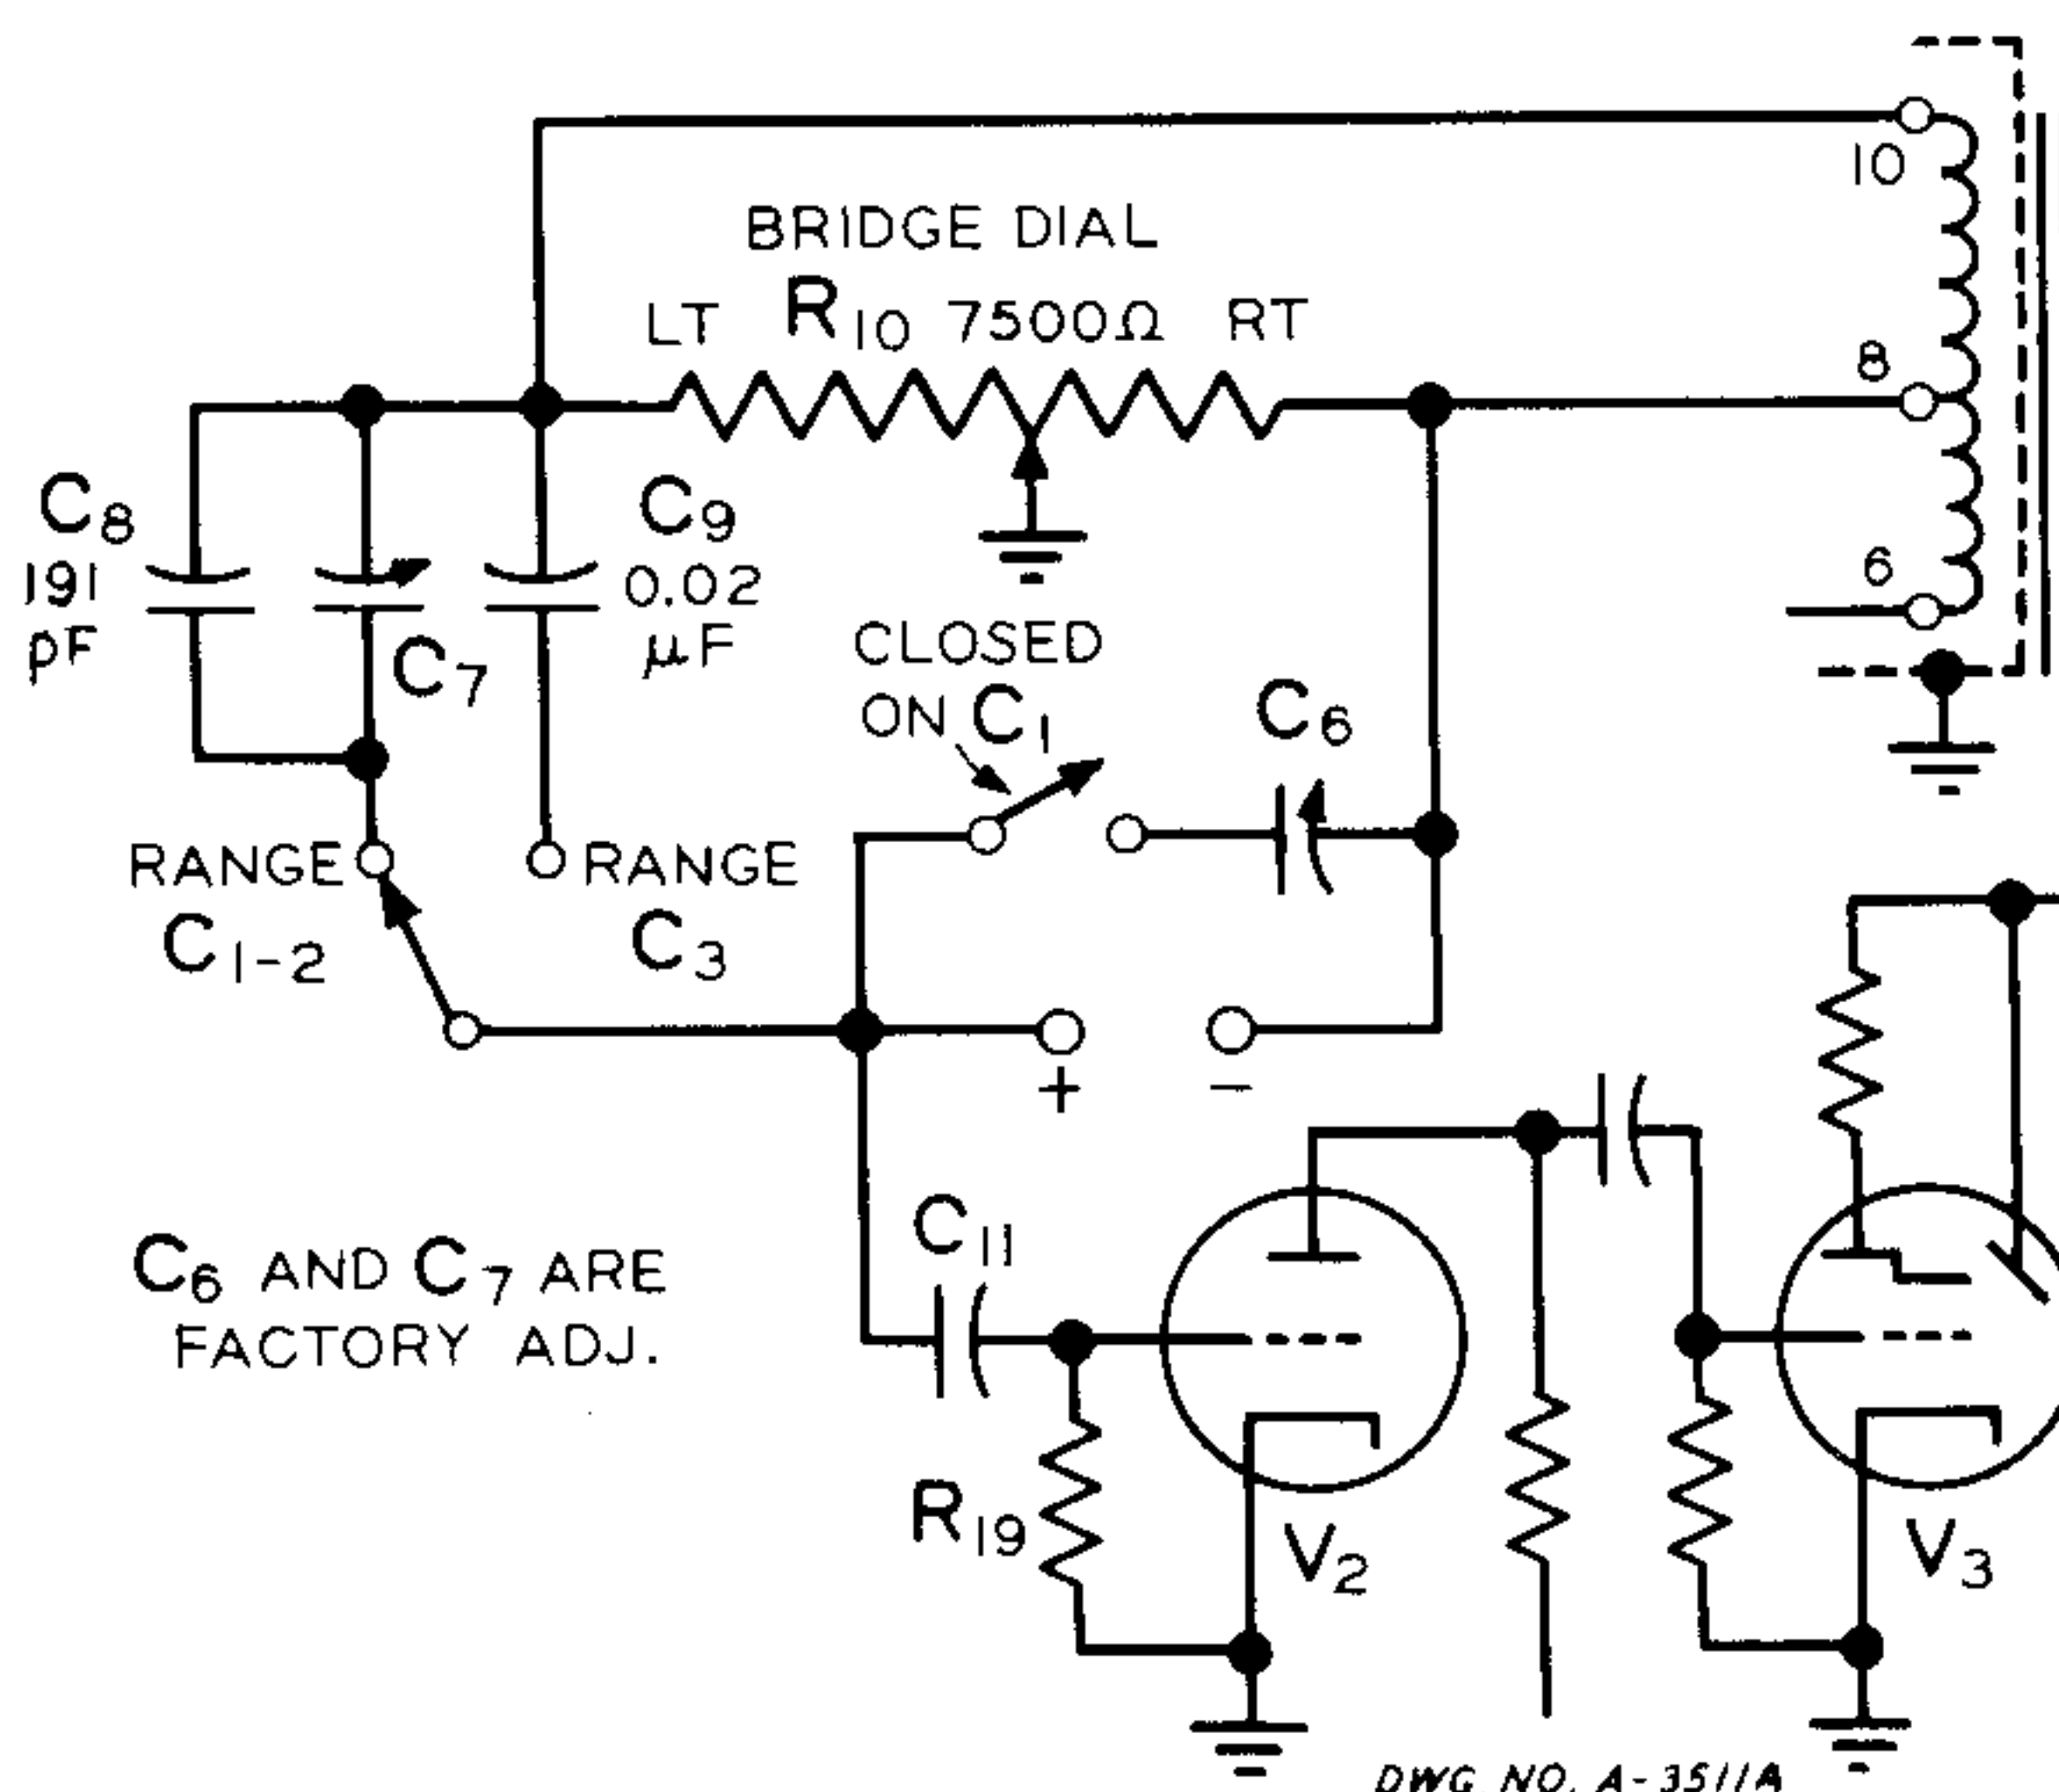 10
BRIDGE DIAL
LT R10 7500Ω RT
8
C8
191
pF
C7
C9
0.02
µF
6
CLOSED
ON C1
C6
RANGE
C1-2
RANGE
C3
+ −
C11
C6 AND C7 ARE
FACTORY ADJ.
R19
V2
V3
DWG NO. A-3511A